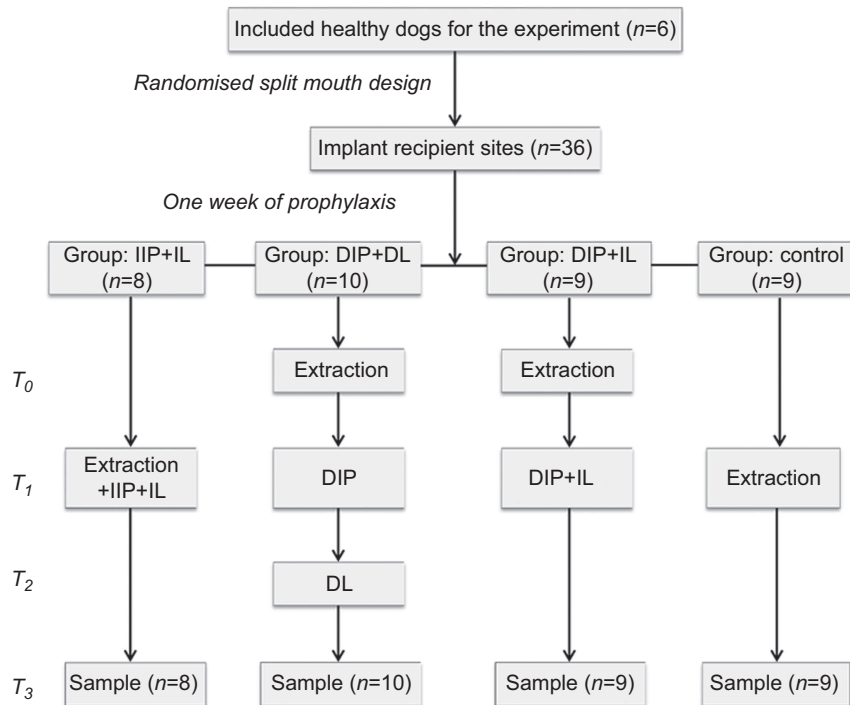 Included healthy dogs for the experiment (n=6)
Randomised split mouth design
Implant recipient sites (n=36)
One week of prophylaxis
Group: IIP+IL
(n=8)
Group: DIP+DL
(n=10)
Group: DIP+IL
(n=9)
Group: control
(n=9)
T0
Extraction
Extraction
T1
Extraction
+IIP+IL
DIP
DIP+IL
Extraction
T2
DL
T3
Sample (n=8)
Sample (n=10)
Sample (n=9)
Sample (n=9)